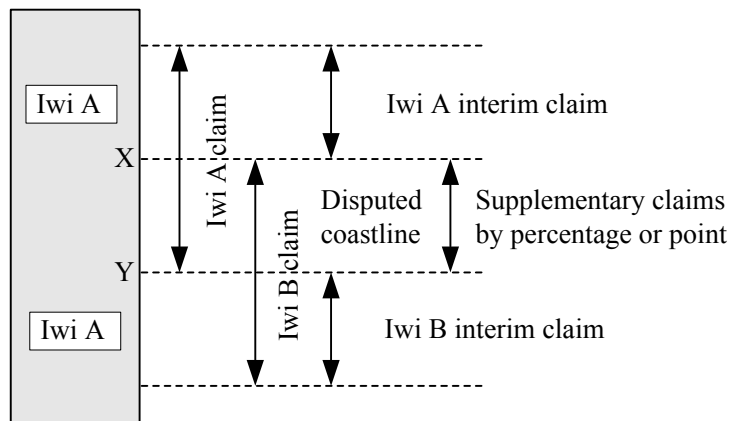 Iwi A
Iwi A claim
Iwi A interim claim
X
Disputed
coastline
Supplementary claims
by percentage or point
Y
Iwi B claim
Iwi A
Iwi B interim claim